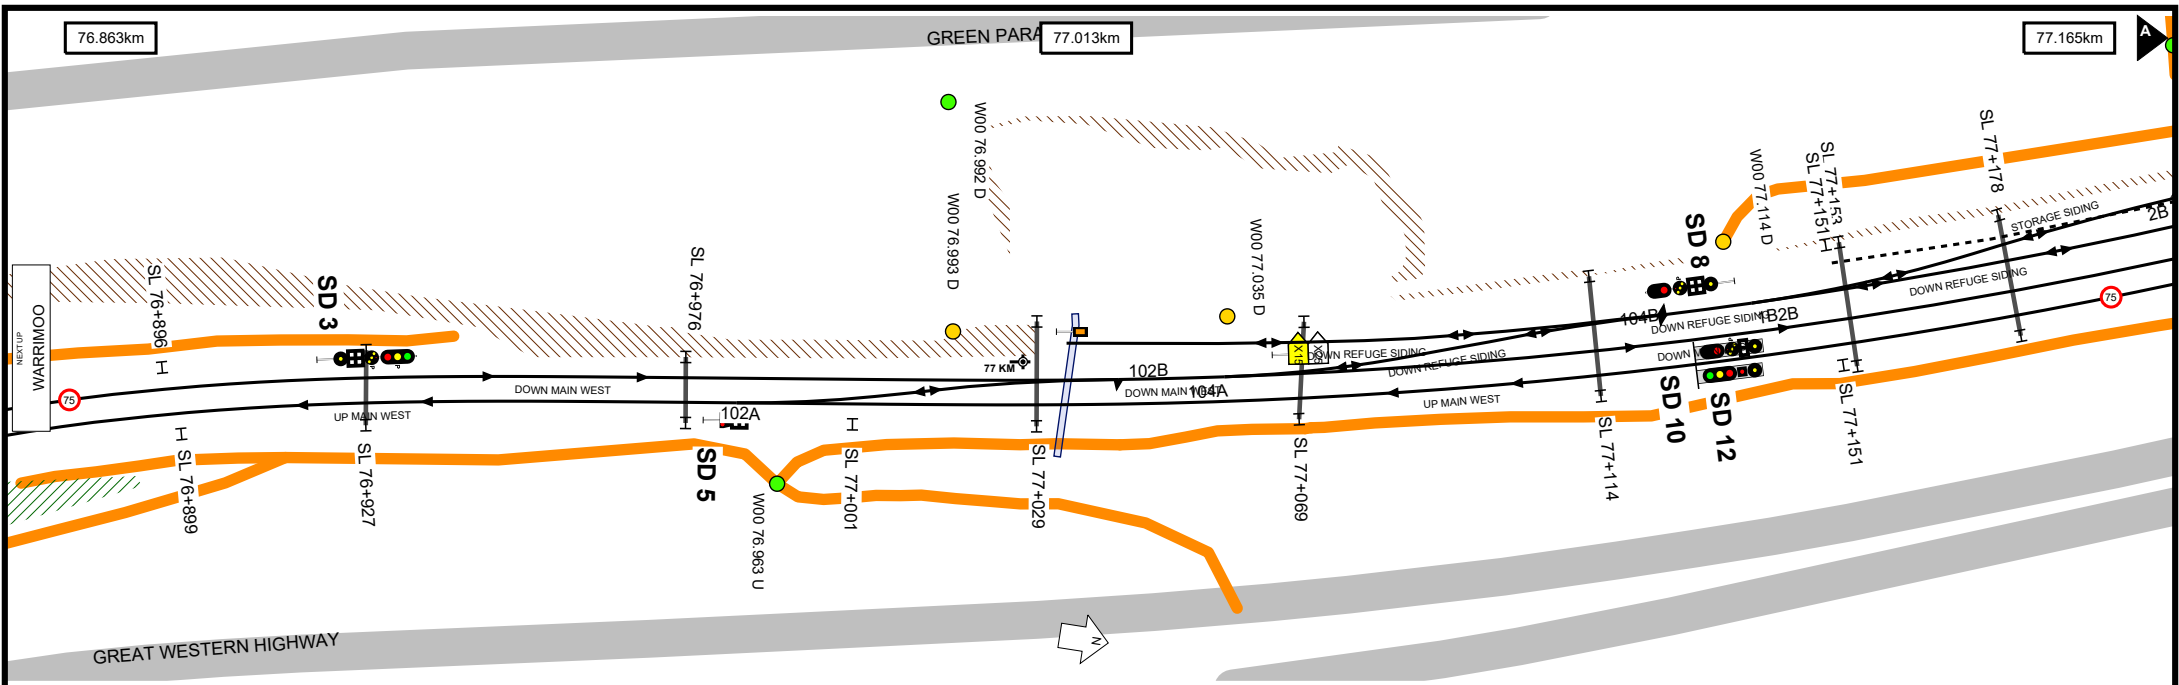 76.863km
GREEN PARA
77.013km
77.165km
A
W00 76.992 D
SL 77+178
SL 77+153
SL 77+151
W00 77.114 D
STORAGE SIDING
2B
W00 76.993 D
W00 77.035 D
SD 8
SL 76+976
SL 76+896
SD 3
NEXT UP
WARRIMOO
DOWN REFUGE SIDING
75
104B
DOWN REFUGE SIDING
1B2B
X15
DOWN REFUGE SIDING
DOWN REFUGE SIDING
77 KM
102B
DOWN MAIN WEST
DOWN MAIN WEST
104A
75
UP MAIN WEST
102A
UP MAIN WEST
SD 10
SD 12
SL 77+151
SL 77+114
SL 76+899
SL 76+927
SD 5
SL 77+001
SL 77+029
SL 77+069
W00 76.963 U
GREAT WESTERN HIGHWAY
N